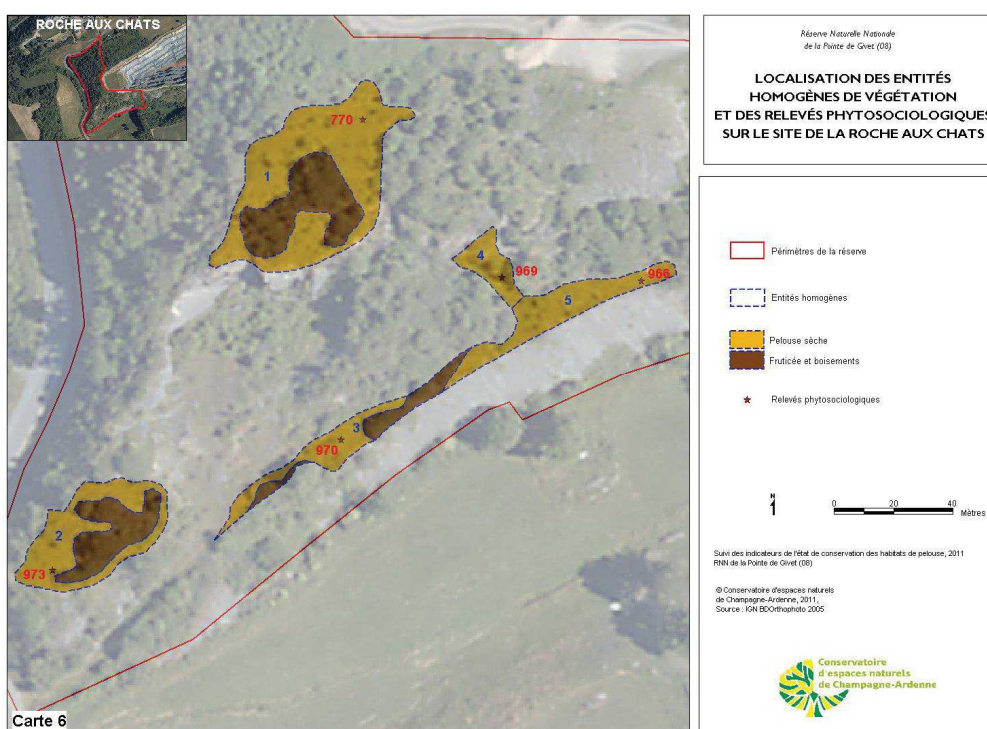 ROCHE AUX CHATS
770
1
4
969
966
5
3
970
2
973
Carte 6
Réserve Naturelle Nationale
de la Pointe de Givet (08)
LOCALISATION DES ENTITÉS
HOMOGÈNES DE VÉGÉTATION
ET DES RELEVÉS PHYTOSOCIOLOGIQUES
SUR LE SITE DE LA ROCHE AUX CHATS
Périmètres de la réserve
Entités homogènes
Pelouse sèche
Fruticée et boisements
Relevés phytosociologiques
N
0 20 40
Mètres
Suivi des indicateurs de l'état de conservation des habitats de pelouse, 2011
RNN de la Pointe de Givet (08)
© Conservatoire d'espaces naturels
de Champagne-Ardenne, 2011,
Source : IGN BDOrthophoto 2005
Conservatoire
d'espaces naturels
de Champagne-Ardenne